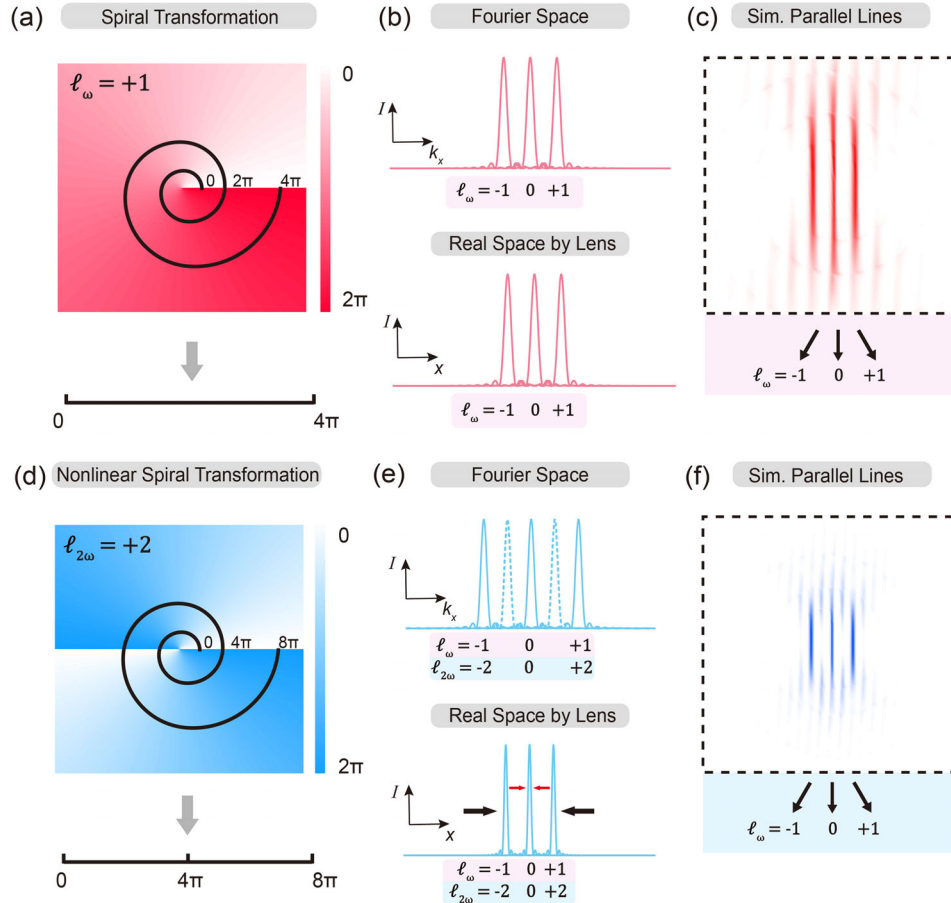 (a) Spiral Transformation
ℓω = +1
0 2π 4π
0
2π
0 4π
(b) Fourier Space
I
kx
ℓω = -1 0 +1
Real Space by Lens
I
x
ℓω = -1 0 +1
(c) Sim. Parallel Lines
ℓω = -1 0 +1
(d) Nonlinear Spiral Transformation
ℓ2ω = +2
0 4π 8π
0
2π
0 4π 8π
(e) Fourier Space
I
kx
ℓω = -1 0 +1
ℓ2ω = -2 0 +2
Real Space by Lens
I
x
ℓω = -1 0 +1
ℓ2ω = -2 0 +2
(f) Sim. Parallel Lines
ℓω = -1 0 +1